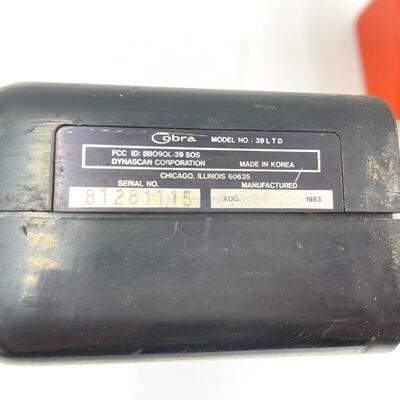 Cobra MODEL NO.: 39 LTD
FCC ID: BBO9OL-39 SOS
DYNASCAN CORPORATION MADE IN KOREA
CHICAGO, ILLINOIS 60635
SERIAL NO. MANUFACTURED
81281115 AUG. 1983